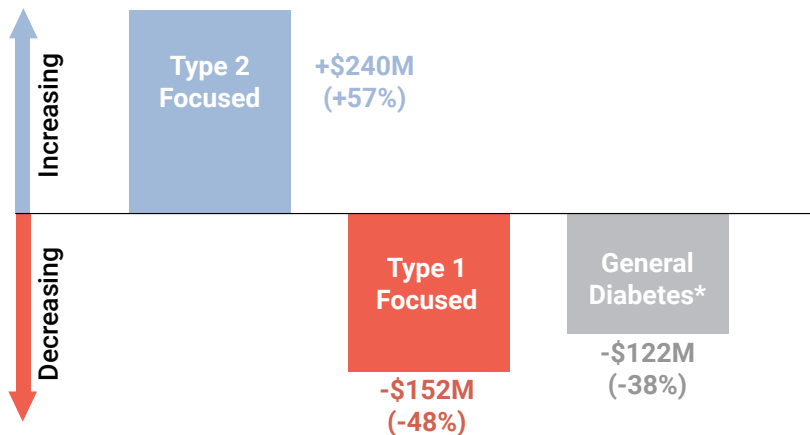 Increasing
Decreasing
Type 2
Focused
+$240M
(+57%)
Type 1
Focused
-$152M
(-48%)
General
Diabetes*
-$122M
(-38%)